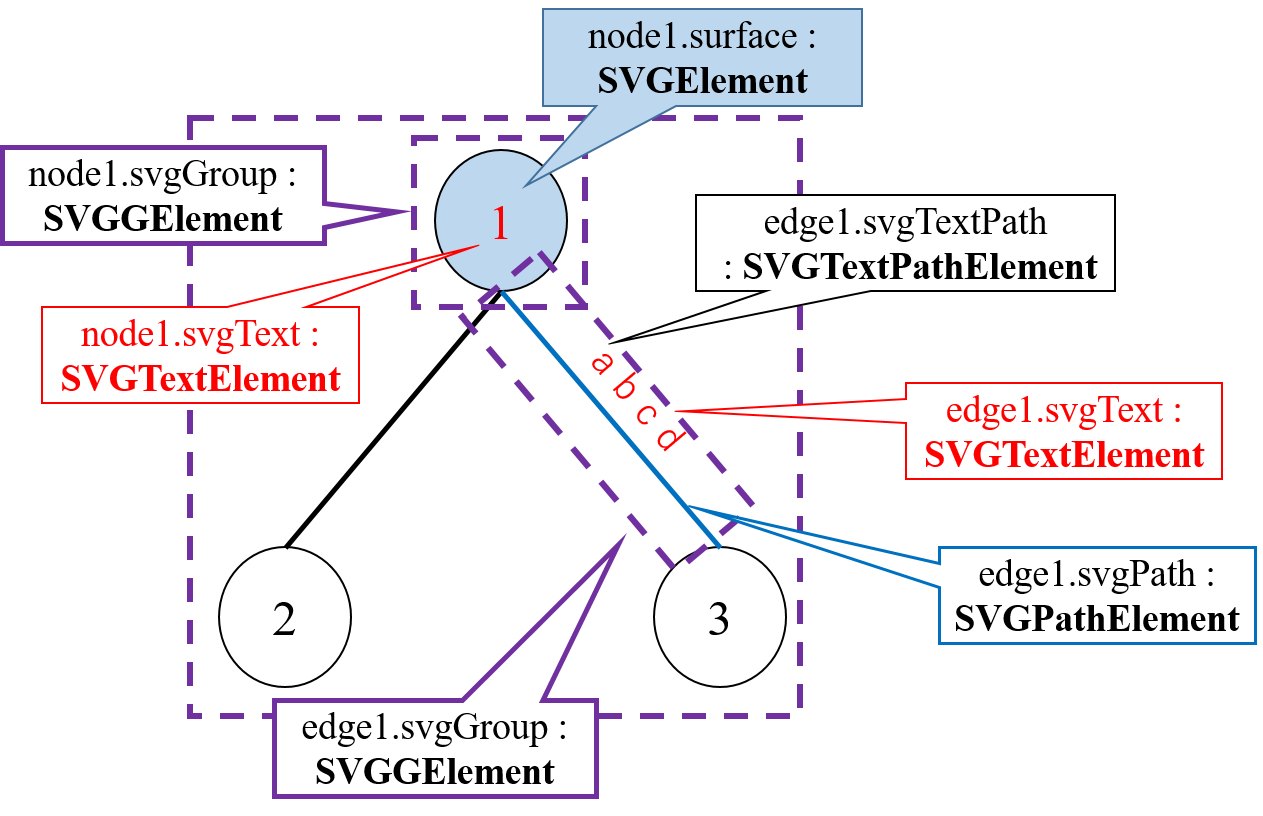 node1.surface :
SVGElement
node1.svgGroup :
SVGGElement
1
edge1.svgTextPath
: SVGTextPathElement
node1.svgText :
SVGTextElement
a b c d
edge1.svgText :
SVGTextElement
edge1.svgPath :
SVGPathElement
2
3
edge1.svgGroup :
SVGGElement